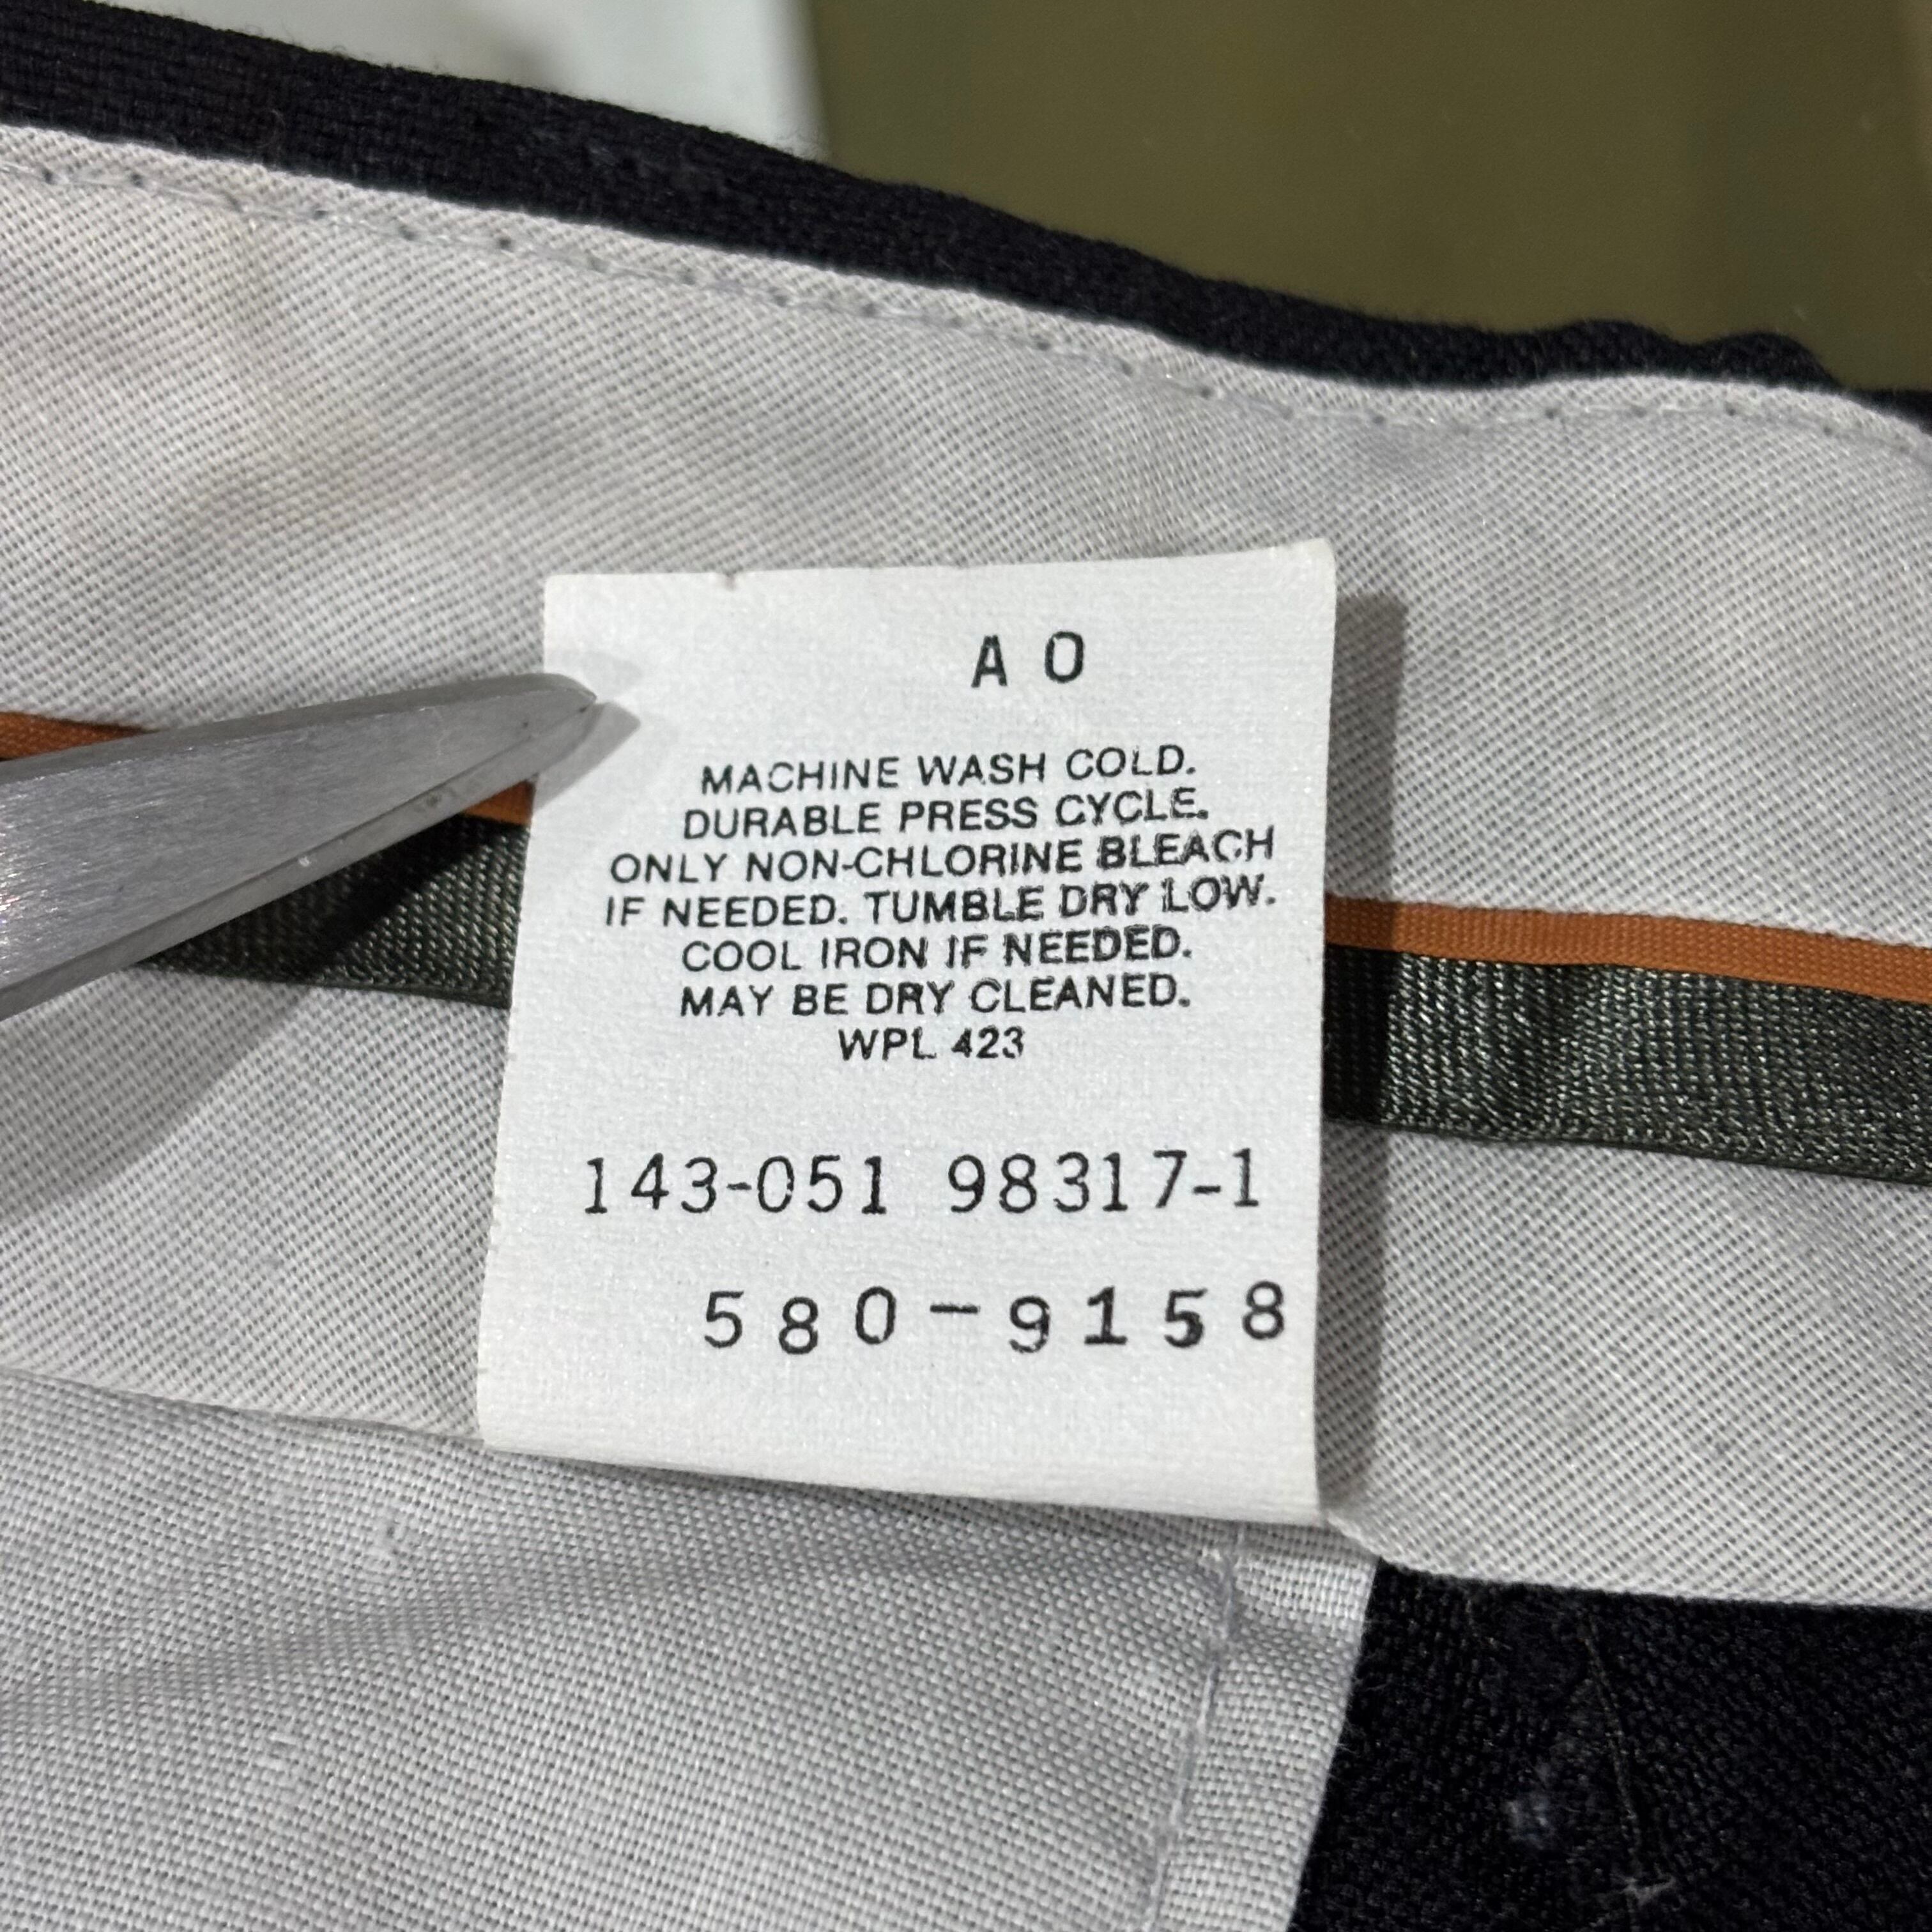 A O
MACHINE WASH COLD.
DURABLE PRESS CYCLE.
ONLY NON-CHLORINE BLEACH
IF NEEDED. TUMBLE DRY LOW.
COOL IRON IF NEEDED.
MAY BE DRY CLEANED.
WPL 423
143-051 98317-1
580-9158